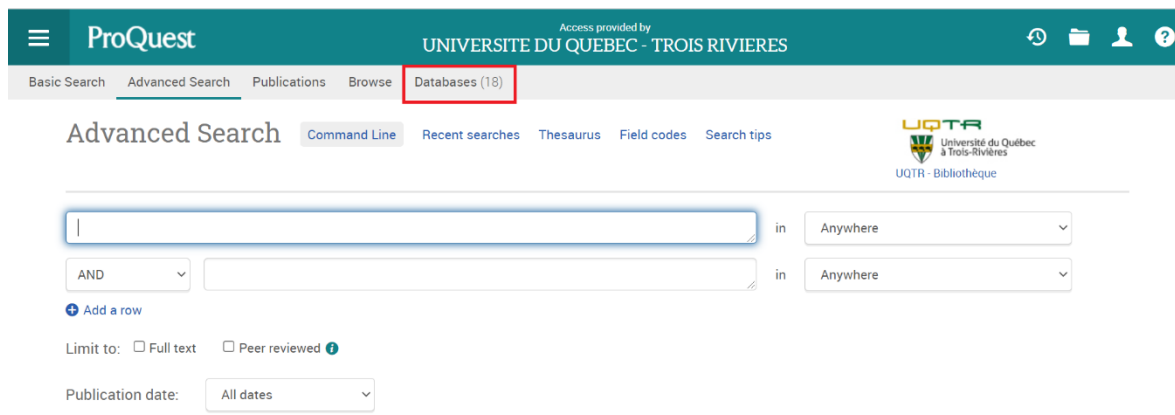 Access provided by
ProQuest
UNIVERSITE DU QUEBEC - TROIS RIVIERES
Basic Search Advanced Search Publications Browse Databases (18)
Advanced Search Command Line Recent searches Thesaurus Field codes Search tips
UQTR
Université du Québec
à Trois-Rivières
UQTR - Bibliothèque
in Anywhere
AND in Anywhere
Add a row
Limit to: Full text Peer reviewed
Publication date: All dates